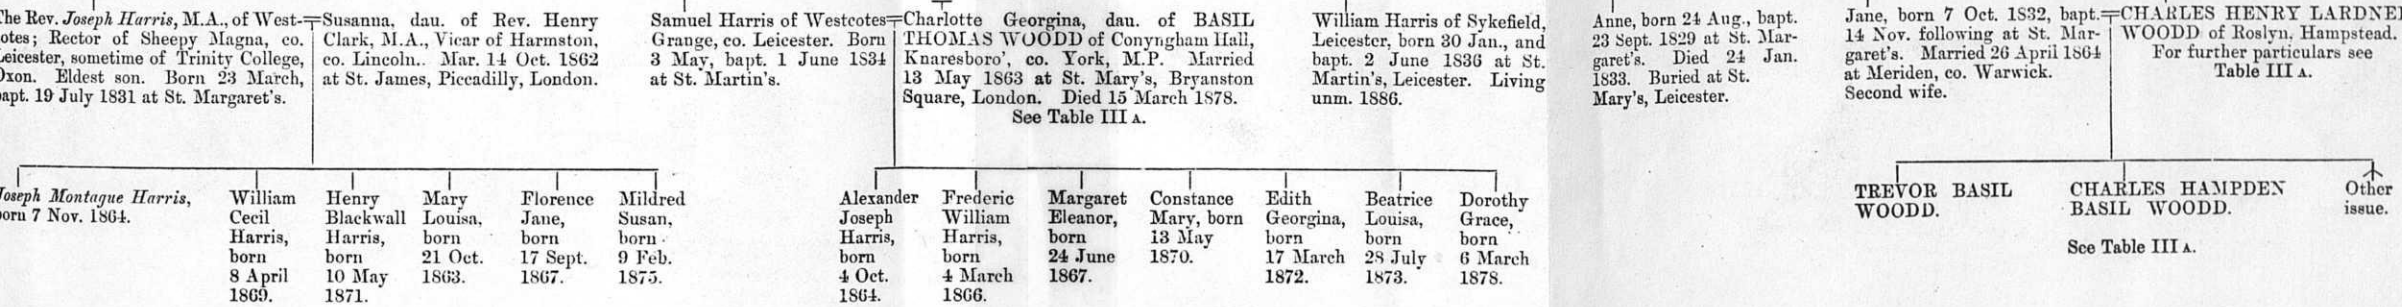 The Rev. Joseph Harris, M.A., of West-
cotes; Rector of Sheepy Magna, co.
Leicester, sometime of Trinity College,
Oxon. Eldest son. Born 23 March,
bapt. 19 July 1831 at St. Margaret's.
Susanna, dau. of Rev. Henry
Clark, M.A., Vicar of Harmston,
co. Lincoln.. Mar. 14 Oct. 1862
at St. James, Piccadilly, London.
Samuel Harris of Westcotes
Grange, co. Leicester. Born
3 May, bapt. 1 June 1834
at St. Martin's.
Charlotte Georgina, dau. of BASIL
THOMAS WOODD of Conyngham Hall,
Knaresboro', co. York, M.P. Married
13 May 1863 at St. Mary's, Bryanston
Square, London. Died 15 March 1878.
See Table III A.
William Harris of Sykefield,
Leicester, born 30 Jan., and
bapt. 2 June 1836 at St.
Martin's, Leicester. Living
unm. 1886.
Anne, born 24 Aug., bapt.
23 Sept. 1829 at St. Mar-
garet's. Died 24 Jan.
1833. Buried at St.
Mary's, Leicester.
Jane, born 7 Oct. 1832, bapt.
14 Nov. following at St. Mar-
garet's. Married 26 April 1864
at Meriden, co. Warwick.
Second wife.
CHARLES HENRY LARDNER
WOODD of Roslyn, Hampstead.
For further particulars see
Table III A.
Joseph Montague Harris,
born 7 Nov. 1864.
William
Cecil
Harris,
born
8 April
1869.
Henry
Blackwall
Harris,
born
10 May
1871.
Mary
Louisa,
born
21 Oct.
1863.
Florence
Jane,
born
17 Sept.
1867.
Mildred
Susan,
born
9 Feb.
1875.
Alexander
Joseph
Harris,
born
4 Oct.
1864.
Frederic
William
Harris,
born
4 March
1866.
Margaret
Eleanor,
born
24 June
1867.
Constance
Mary, born
13 May
1870.
Edith
Georgina,
born
17 March
1872.
Beatrice
Louisa,
born
28 July
1873.
Dorothy
Grace,
born
6 March
1878.
TREVOR BASIL
WOODD.
CHARLES HAMPDEN
BASIL WOODD.
See Table III A.
Other
issue.